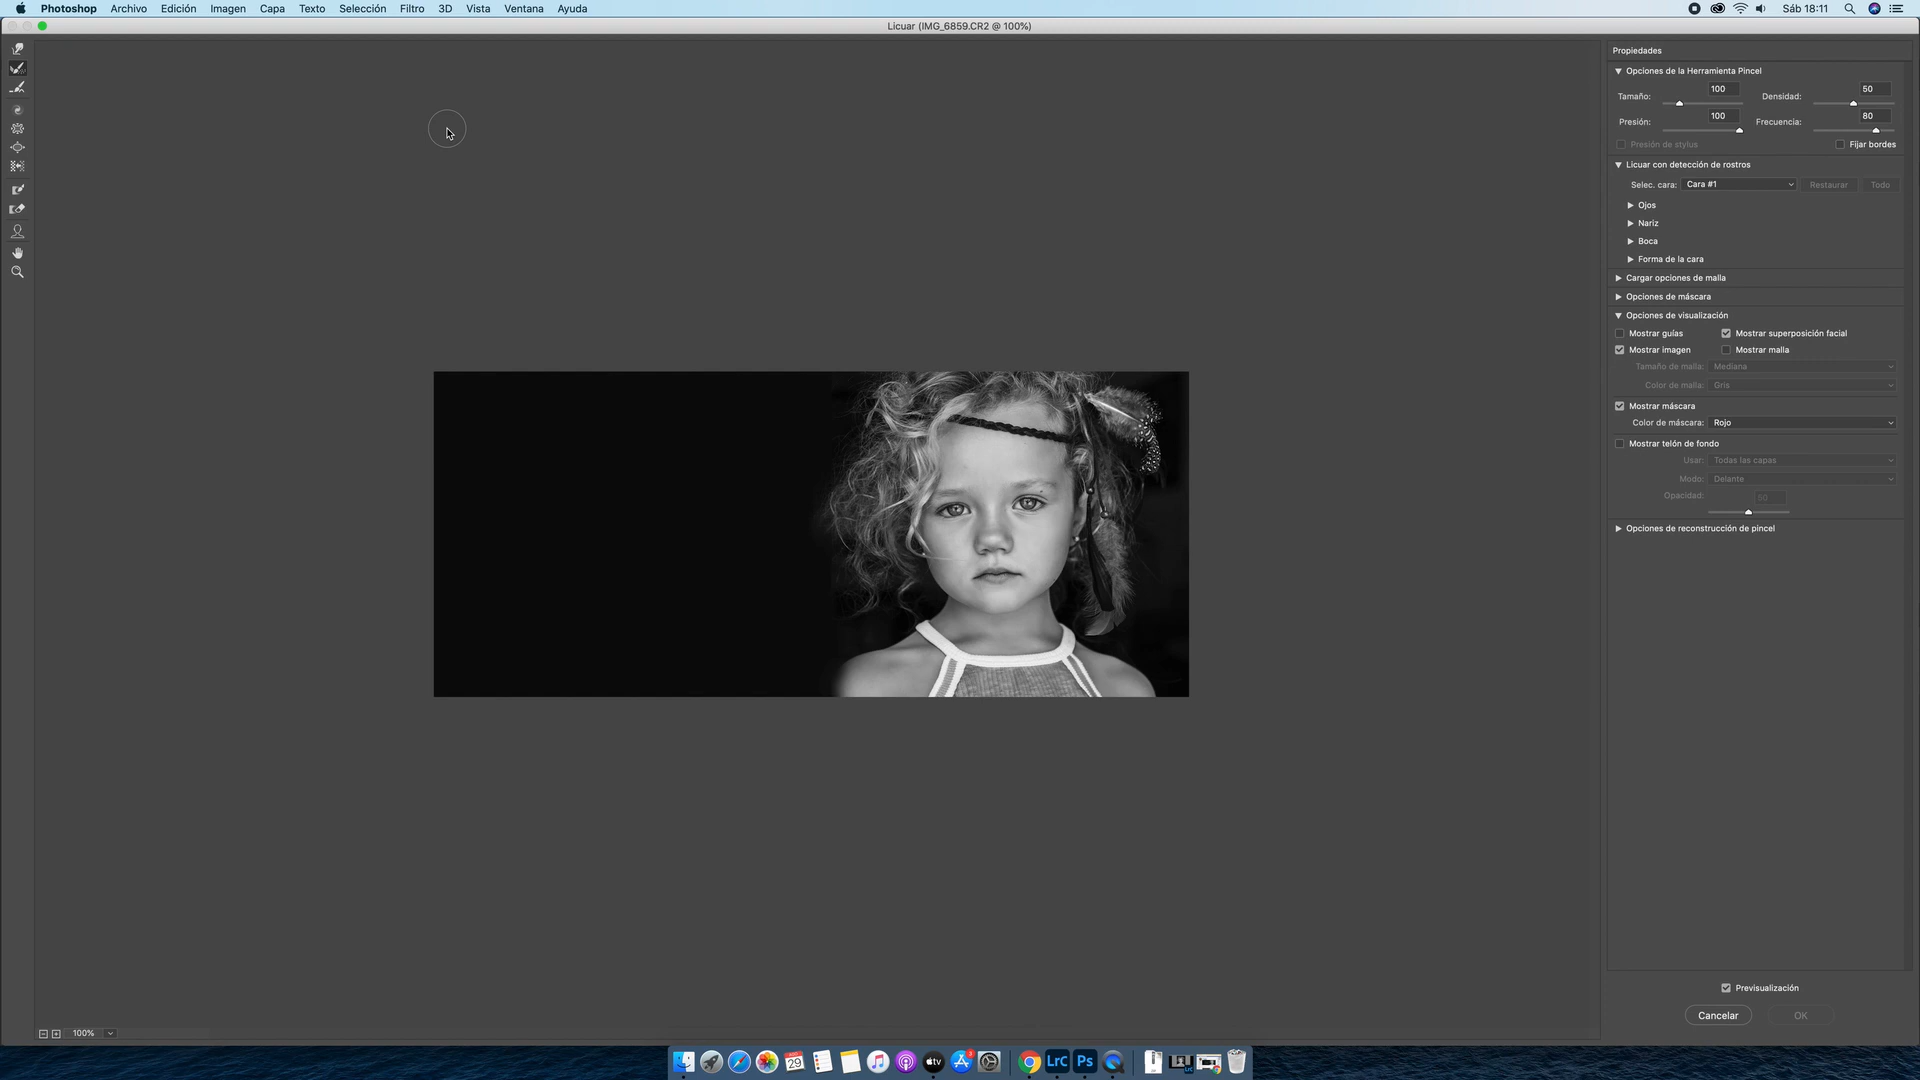 Photoshop Archivo Edición Imagen Capa Texto Selección Filtro 3D Vista Ventana Ayuda Sáb 18:11
Licuar (IMG_6859.CR2 @ 100%)
Propiedades
Opciones de la Herramienta Pincel
Tamaño: 100 Densidad: 50
Presión: 100 Frecuencia: 80
Presión de stylus Fijar bordes
Licuar con detección de rostros
Selec. cara: Cara #1 Restaurar Todo
Ojos
Nariz
Boca
Forma de la cara
Cargar opciones de malla
Opciones de máscara
Opciones de visualización
Mostrar guías Mostrar superposición facial
Mostrar imagen Mostrar malla
Tamaño de malla: Mediana
Color de malla: Gris
Mostrar máscara
Color de máscara: Rojo
Mostrar telón de fondo
Usar: Todas las capas
Modo: Delante
Opacidad:
Opciones de reconstrucción de pincel
Previsualización
Cancelar OK
100%
29 tv 3 LrC Ps